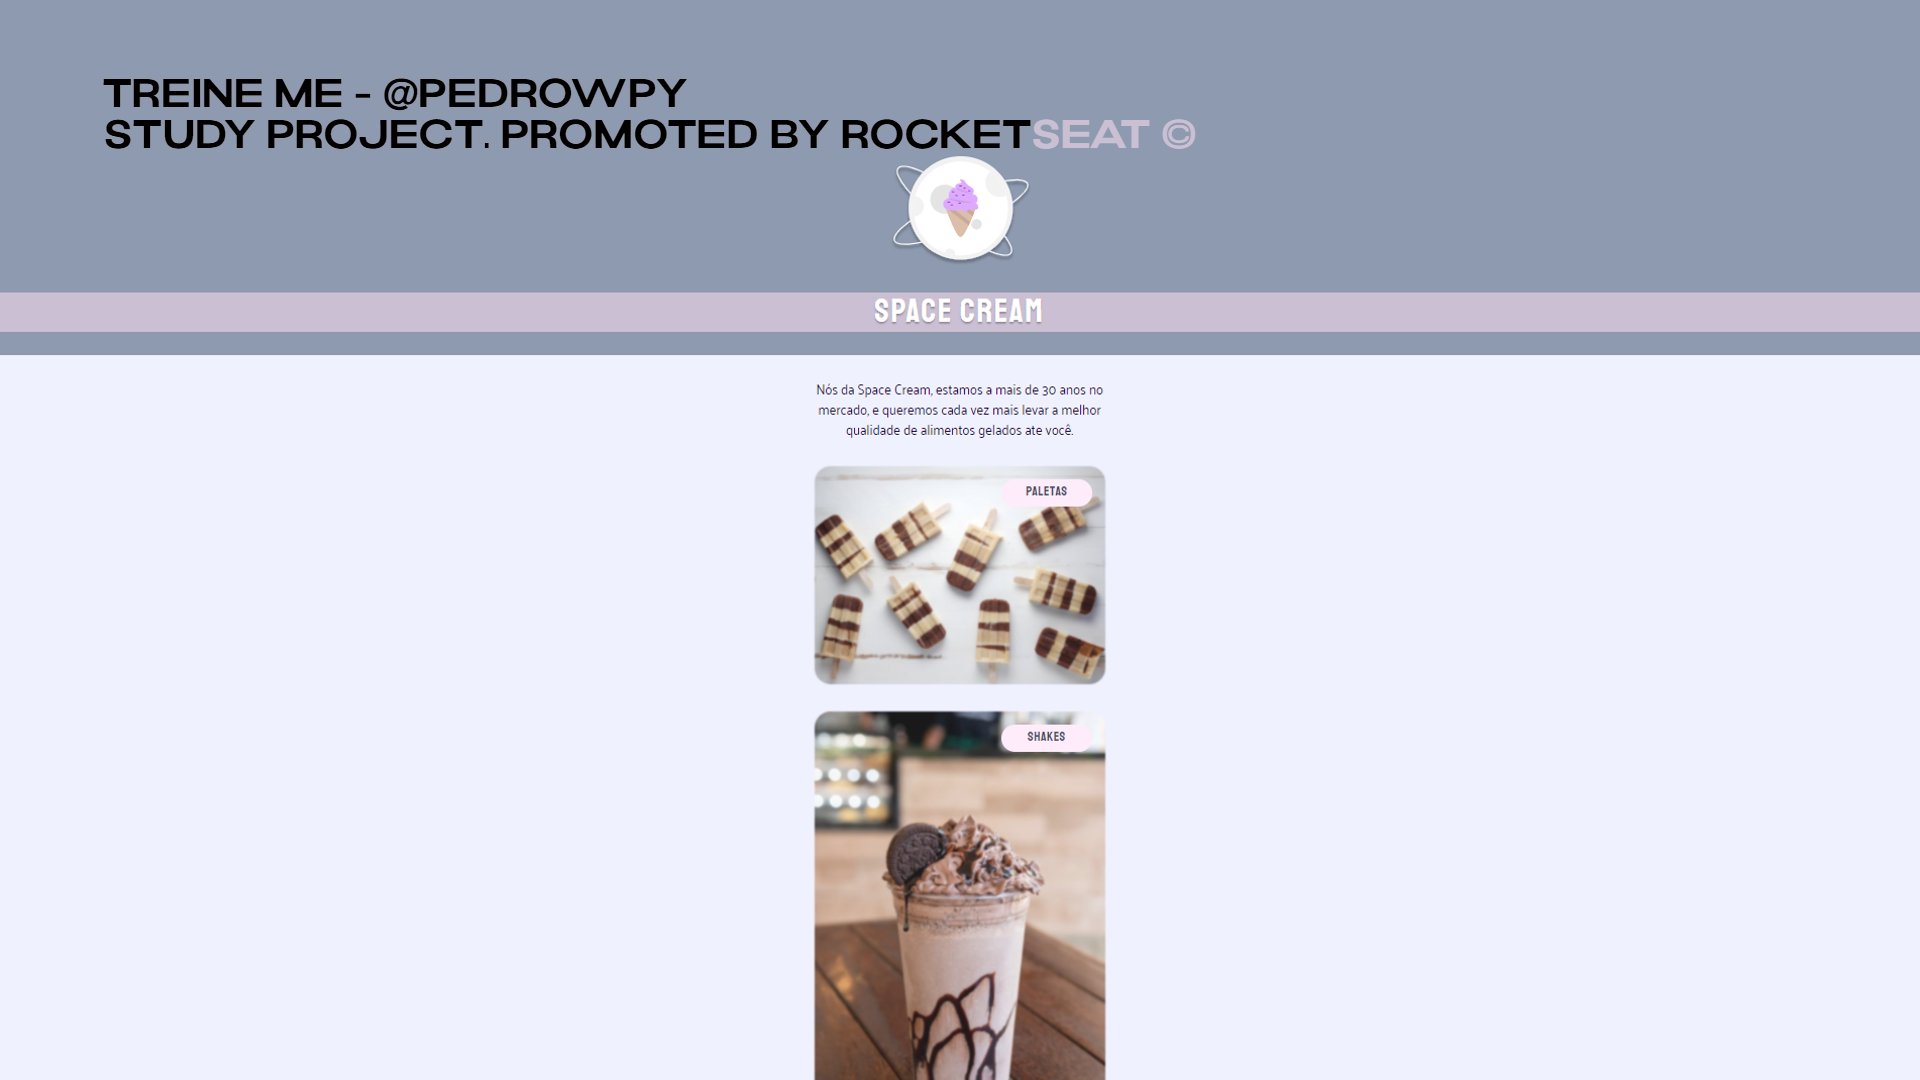 TREINE ME - @PEDROWPY
STUDY PROJECT. PROMOTED BY ROCKETSEAT ©
SPACE CREAM
Nós da Space Cream, estamos a mais de 30 anos no
mercado, e queremos cada vez mais levar a melhor
qualidade de alimentos gelados ate você.
PALETAS
SHAKES